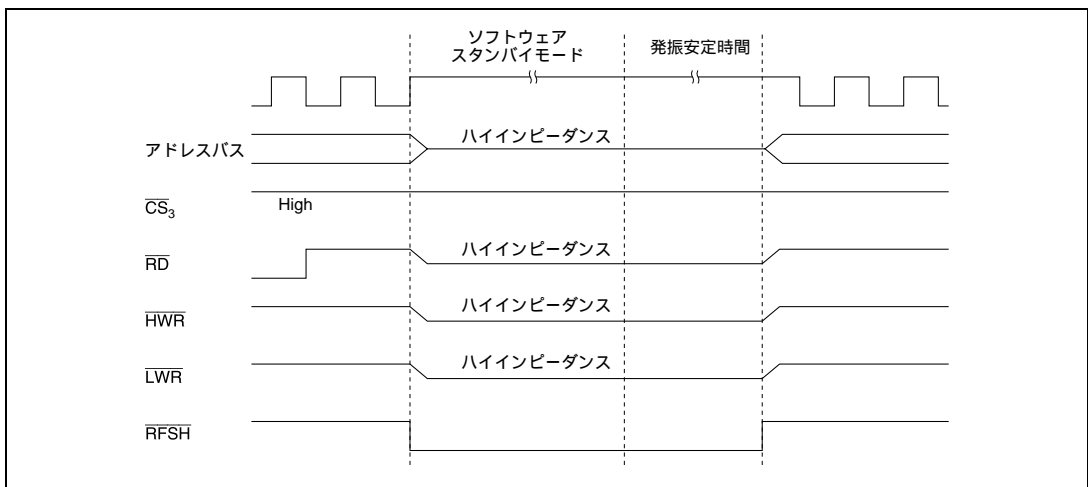 ソフトウェア
スタンバイモード
発振安定時間
アドレスバス
ハイインピーダンス
CS3
High
RD
ハイインピーダンス
HWR
ハイインピーダンス
LWR
ハイインピーダンス
RFSH